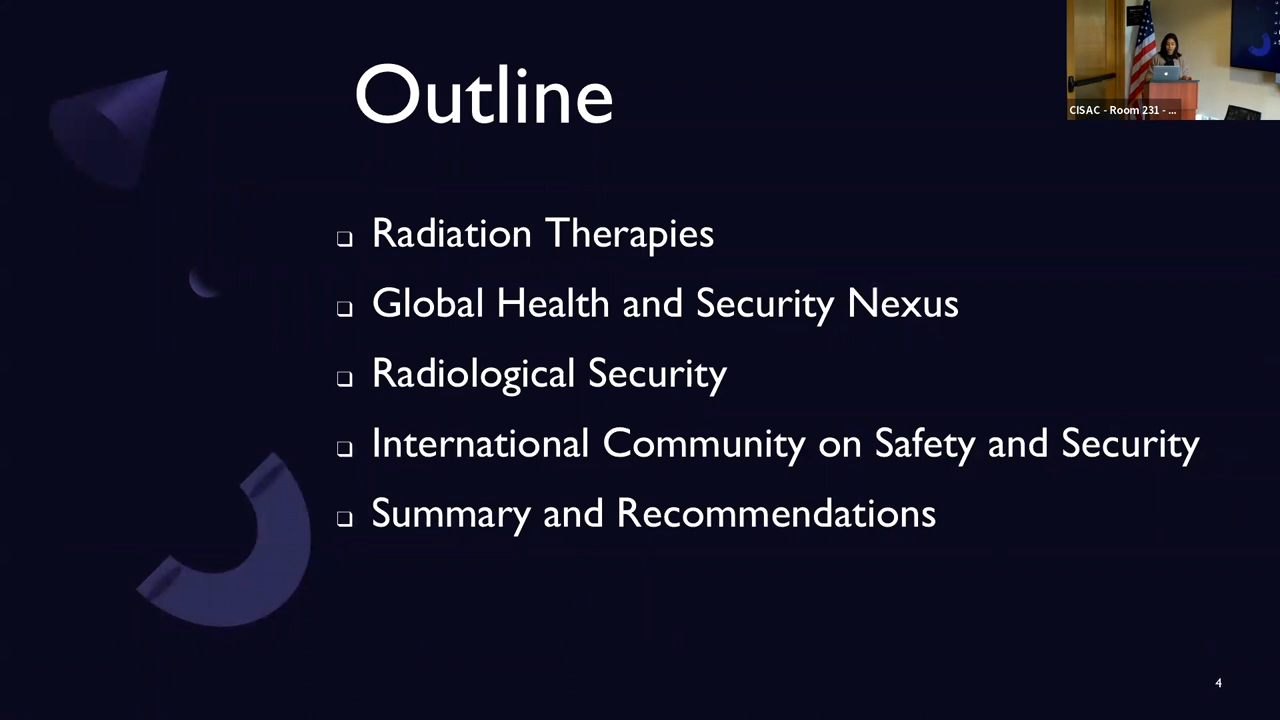 Outline
CISAC - Room 231 - ...
❑ Radiation Therapies
❑ Global Health and Security Nexus
❑ Radiological Security
❑ International Community on Safety and Security
❑ Summary and Recommendations
4